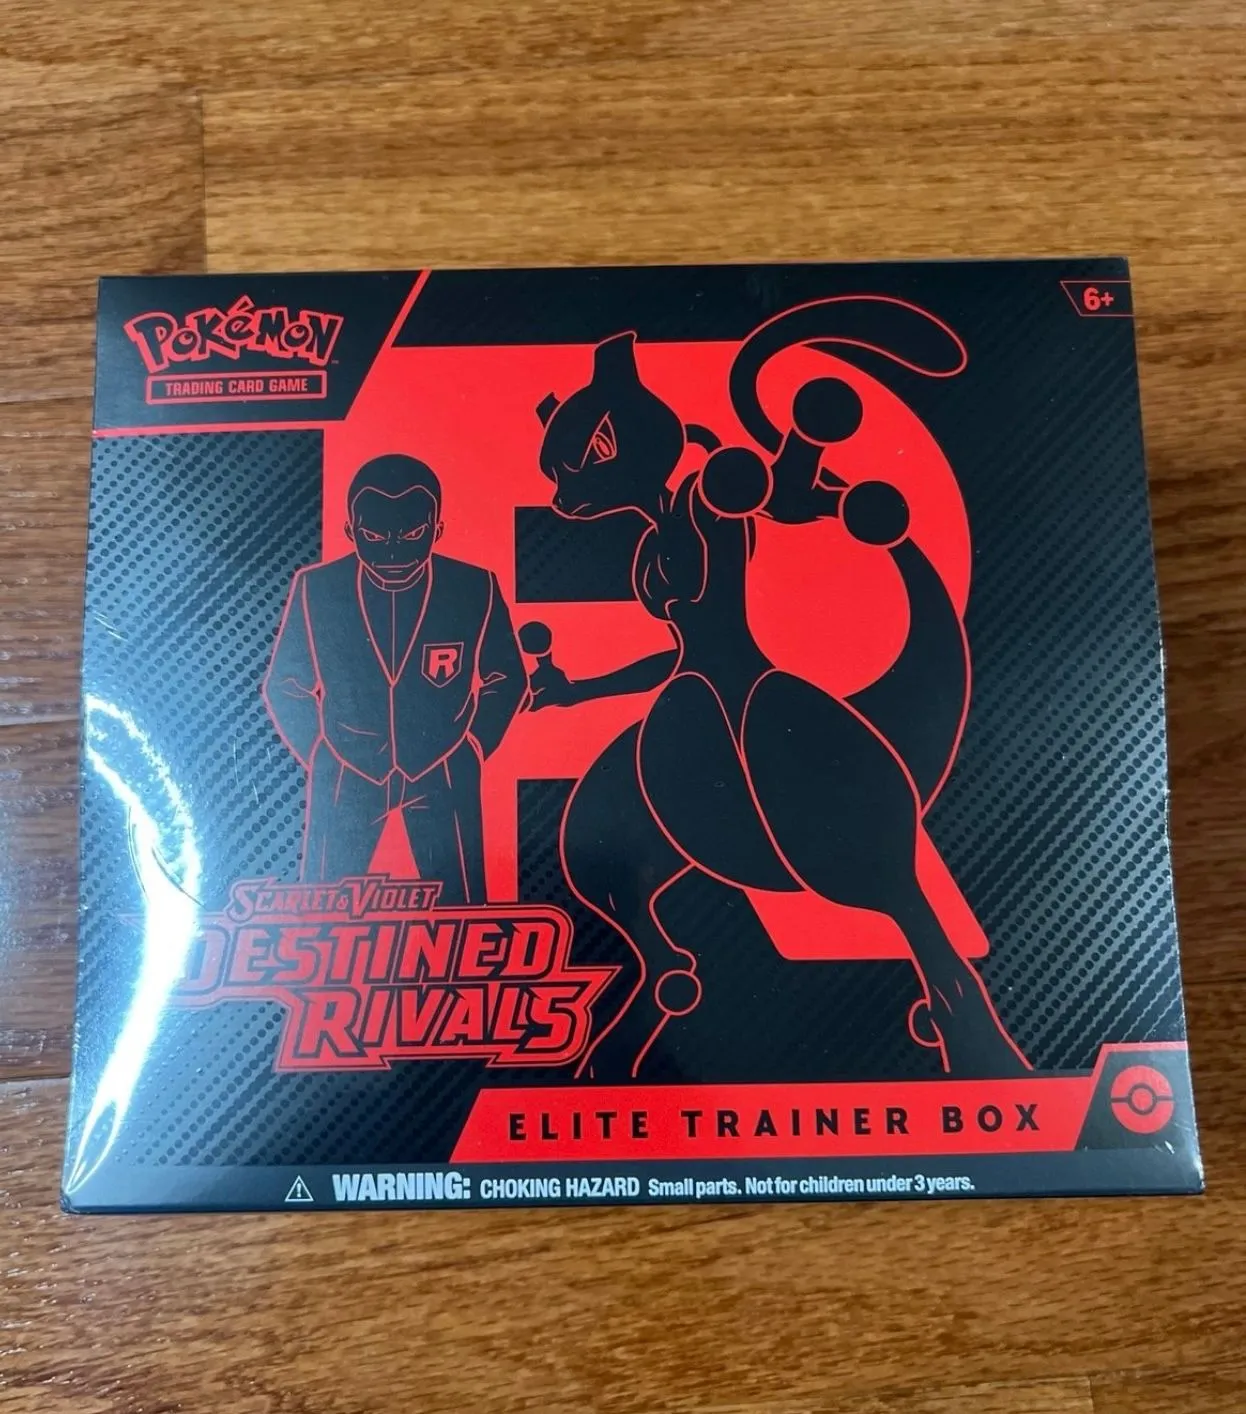 POKéMON
TRADING CARD GAME
6+
R
SCARLET & VIOLET
DESTINED
RIVALS
ELITE TRAINER BOX
WARNING: CHOKING HAZARD Small parts. Not for children under 3 years.